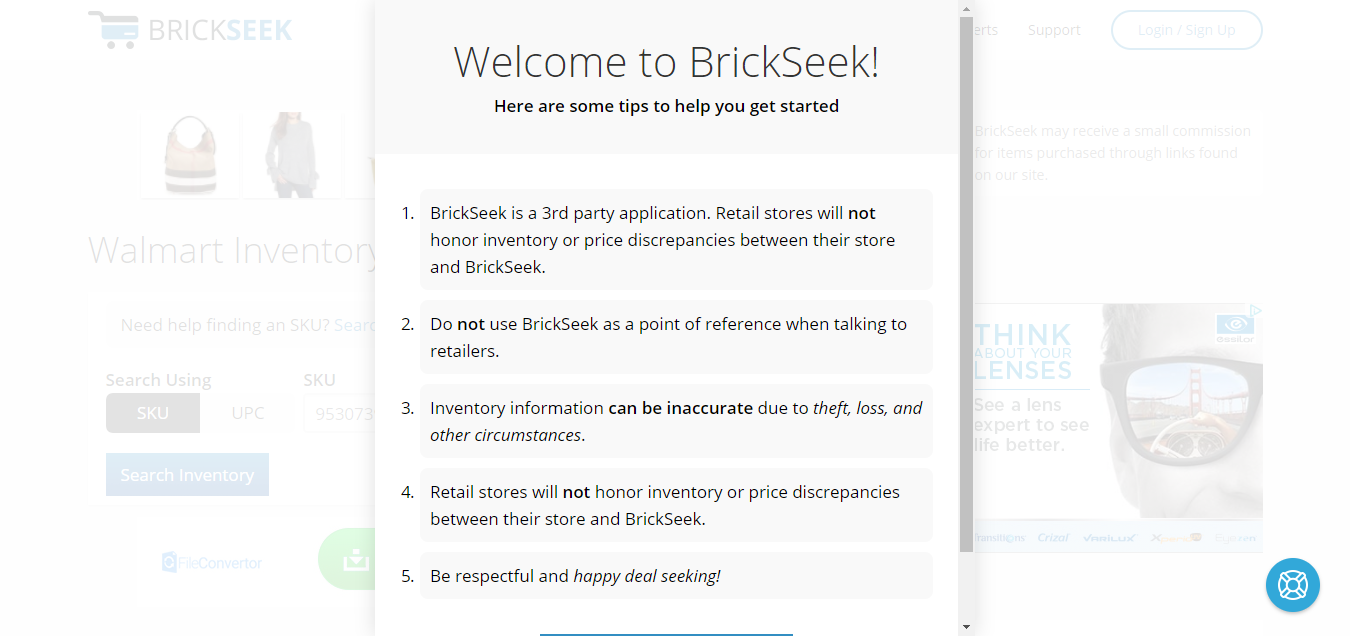 BRICKSEEK
Support
Login / Sign Up
Welcome to BrickSeek!
Here are some tips to help you get started
BrickSeek may receive a small commission
for items purchased through links found
on our site.
1. BrickSeek is a 3rd party application. Retail stores will not
honor inventory or price discrepancies between their store
and BrickSeek.
2. Do not use BrickSeek as a point of reference when talking to
retailers.
3. Inventory information can be inaccurate due to theft, loss, and
other circumstances.
4. Retail stores will not honor inventory or price discrepancies
between their store and BrickSeek.
5. Be respectful and happy deal seeking!
Walmart Inventory
Need help finding an SKU?
Search Using
SKU
SKU
UPC
953073
Search Inventory
FileConvertor
essilor
THINK
ABOUT YOUR
LENSES
See a lens
expert to see
life better.
Transitions Crizal VARILUX Xperio